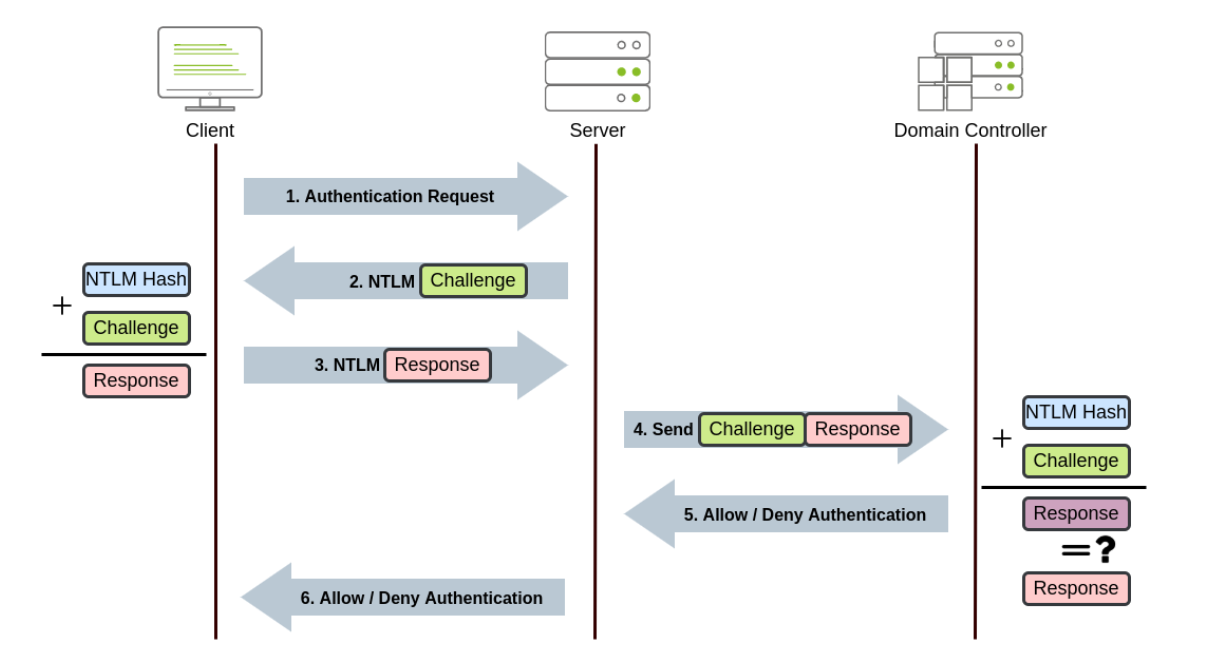 Client
Server
Domain Controller
1. Authentication Request
2. NTLM Challenge
NTLM Hash
+
Challenge
Response
3. NTLM Response
4. Send Challenge Response
NTLM Hash
+
Challenge
Response
=?
Response
5. Allow / Deny Authentication
6. Allow / Deny Authentication